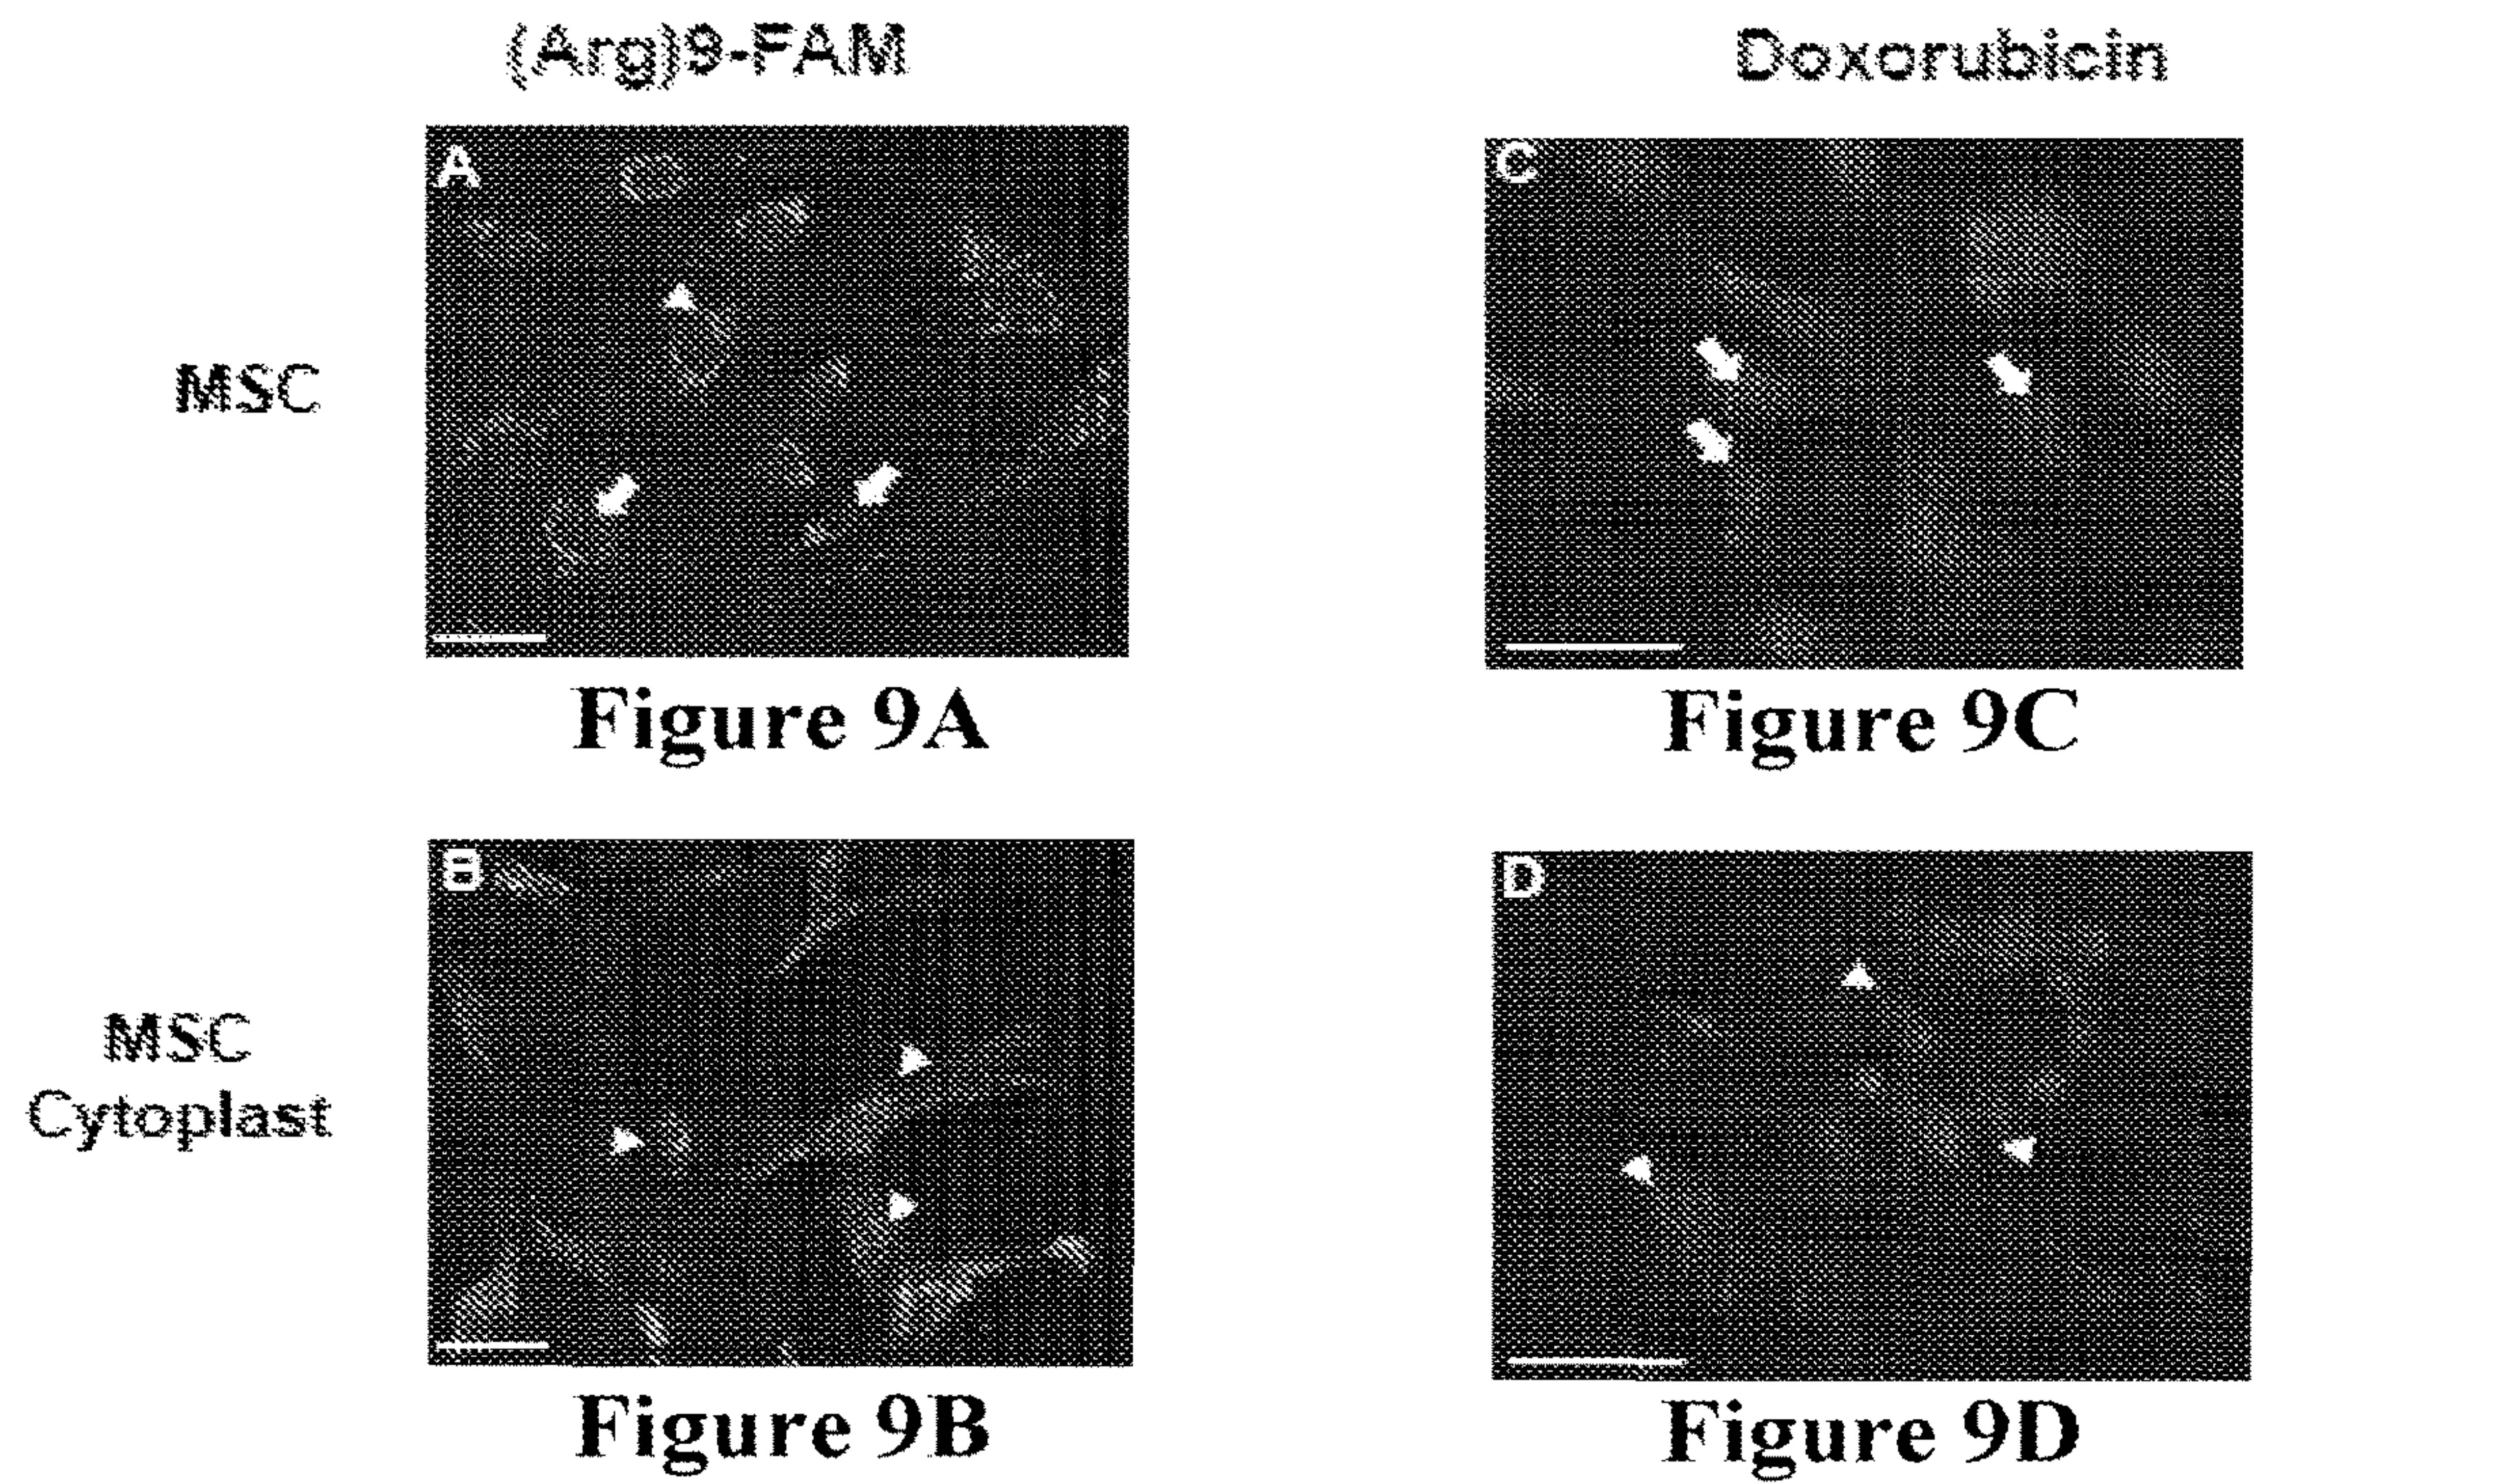 (Arg)9-FAM
Doxorubicin
MSC
A
C
Figure 9A
Figure 9C
MSC
Cytoplast
B
D
Figure 9B
Figure 9D